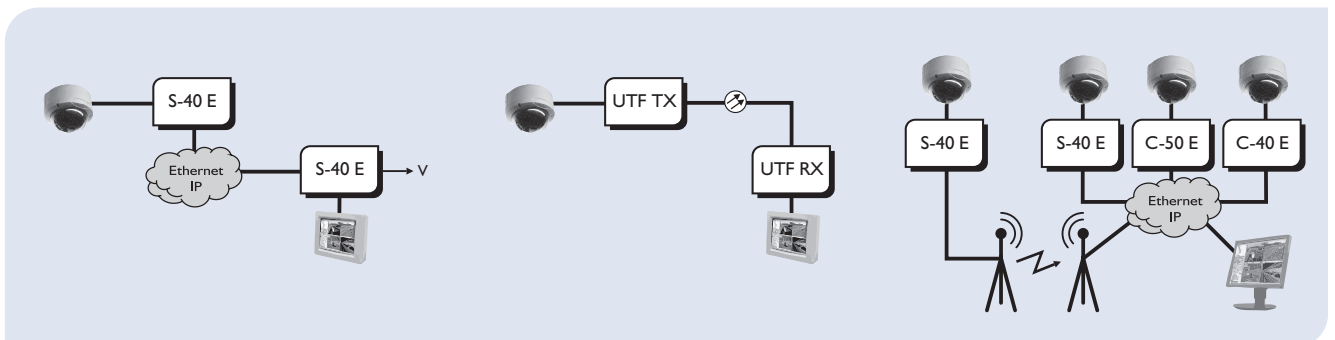 S-40 E
Ethernet
IP
S-40 E
V
UTF TX
UTF RX
S-40 E
S-40 E
C-50 E
C-40 E
Ethernet
IP